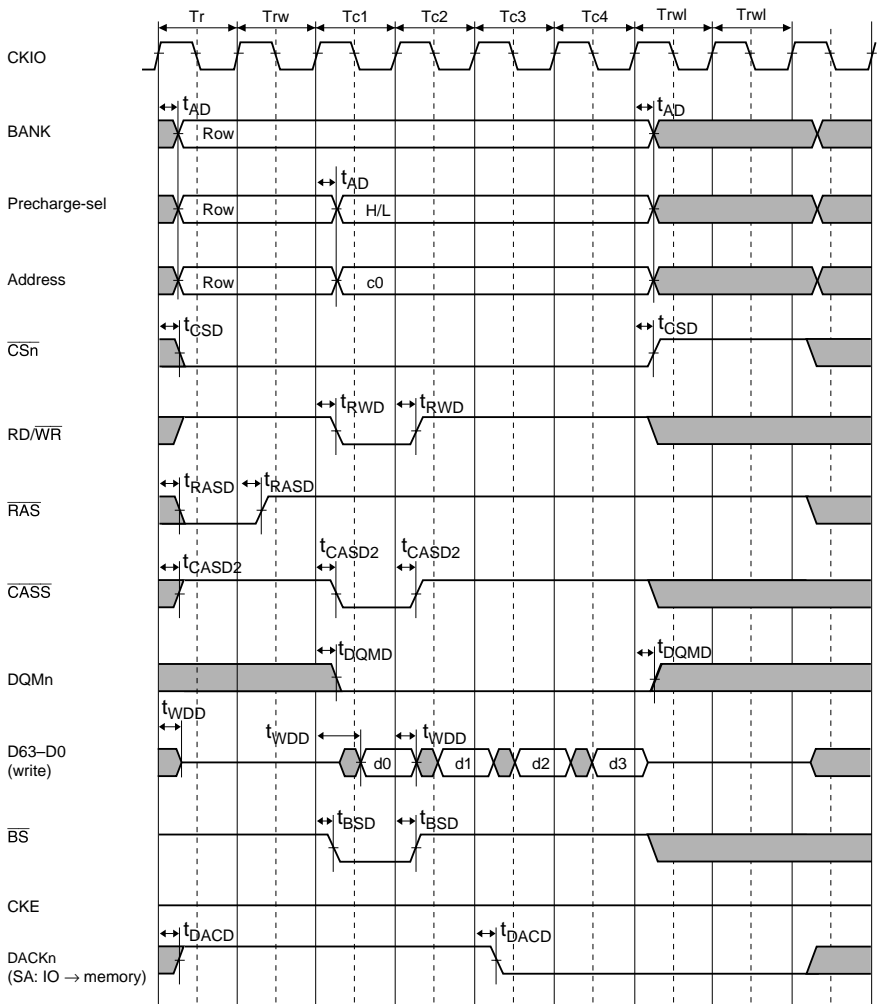 Tr Trw Tc1 Tc2 Tc3 Tc4 Trwl Trwl
CKIO
tAD tAD
BANK Row
tAD
Precharge-sel Row H/L
Address Row c0
tCSD tCSD
CSn
tRWD tRWD
RD/WR
tRASD tRASD
RAS
tCASD2 tCASD2 tCASD2
CASS
tDQMD tDQMD
DQMn
tWDD tWDD tWDD
D63–D0 d0 d1 d2 d3
(write)
tBSD tBSD
BS
CKE
tDACD tDACD
DACKn
(SA: IO → memory)